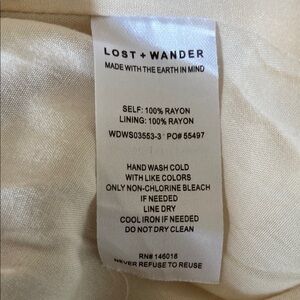 LOST + WANDER
MADE WITH THE EARTH IN MIND
SELF: 100% RAYON
LINING: 100% RAYON
WDWS03553-3 PO# 55497
HAND WASH COLD
WITH LIKE COLORS
ONLY NON-CHLORINE BLEACH
IF NEEDED
LINE DRY
COOL IRON IF NEEDED
DO NOT DRY CLEAN
RN# 146016
NEVER REFUSE TO REUSE